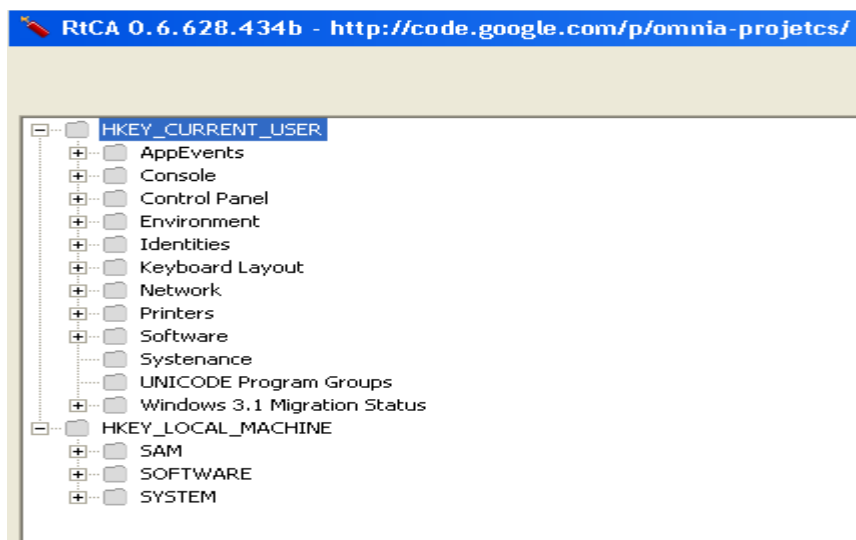 RtCA 0.6.628.434b - http://code.google.com/p/omnia-projetcs/
HKEY_CURRENT_USER
AppEvents
Console
Control Panel
Environment
Identities
Keyboard Layout
Network
Printers
Software
Systenance
UNICODE Program Groups
Windows 3.1 Migration Status
HKEY_LOCAL_MACHINE
SAM
SOFTWARE
SYSTEM